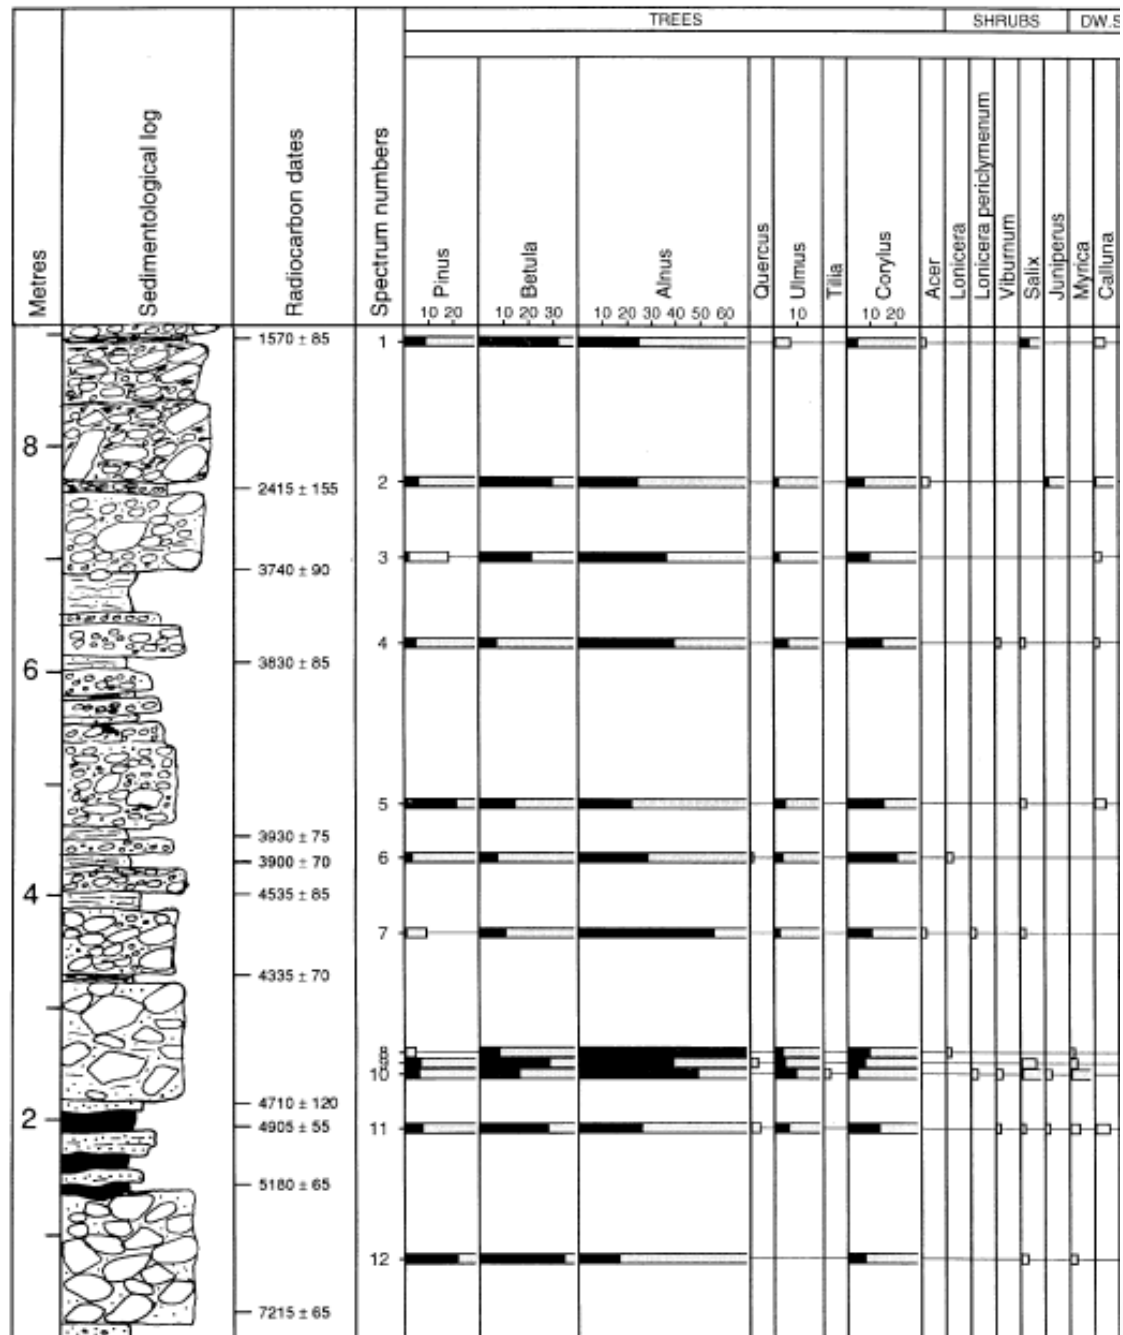 TREES SHRUBS DW.S
Metres
Sedimentological log
Radiocarbon dates
Spectrum numbers
Pinus
Betula
Alnus
Quercus
Ulmus
Tilia
Corylus
Acer
Lonicera
Lonicera periclymenum
Viburnum
Salix
Juniperus
Myrica
Calluna
10 20 10 20 30 10 20 30 40 50 60 10 10 20
1570 ± 85 1
8
2415 ± 155 2
3
3740 ± 90
4
6 3830 ± 85
5
3930 ± 75
3900 ± 70 6
4 4535 ± 85
7
4335 ± 70
8
9
10
4710 ± 120
2 4905 ± 55 11
5180 ± 65
12
7215 ± 65